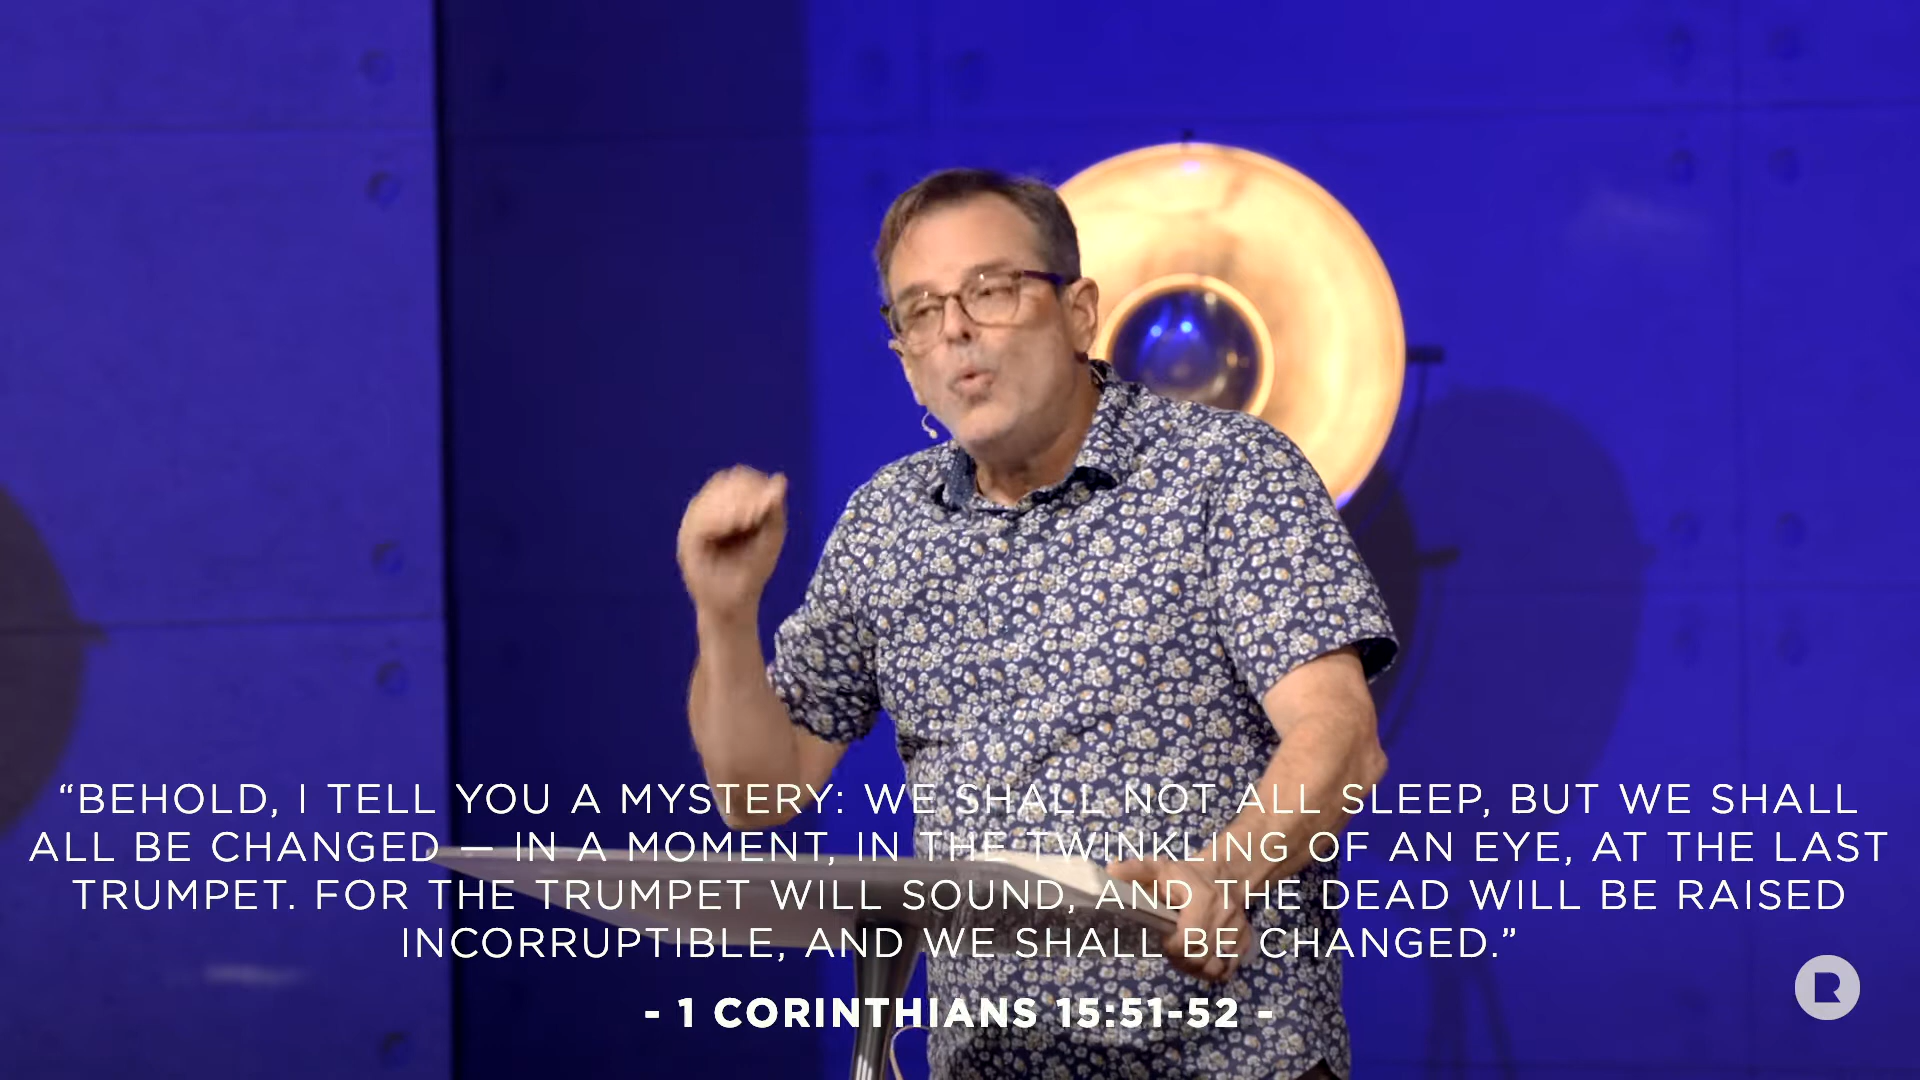 “BEHOLD, I TELL YOU A MYSTERY: WE SHALL NOT ALL SLEEP, BUT WE SHALL
ALL BE CHANGED — IN A MOMENT, IN THE TWINKLING OF AN EYE, AT THE LAST
TRUMPET. FOR THE TRUMPET WILL SOUND, AND THE DEAD WILL BE RAISED
INCORRUPTIBLE, AND WE SHALL BE CHANGED.”
- 1 CORINTHIANS 15:51-52 -
R